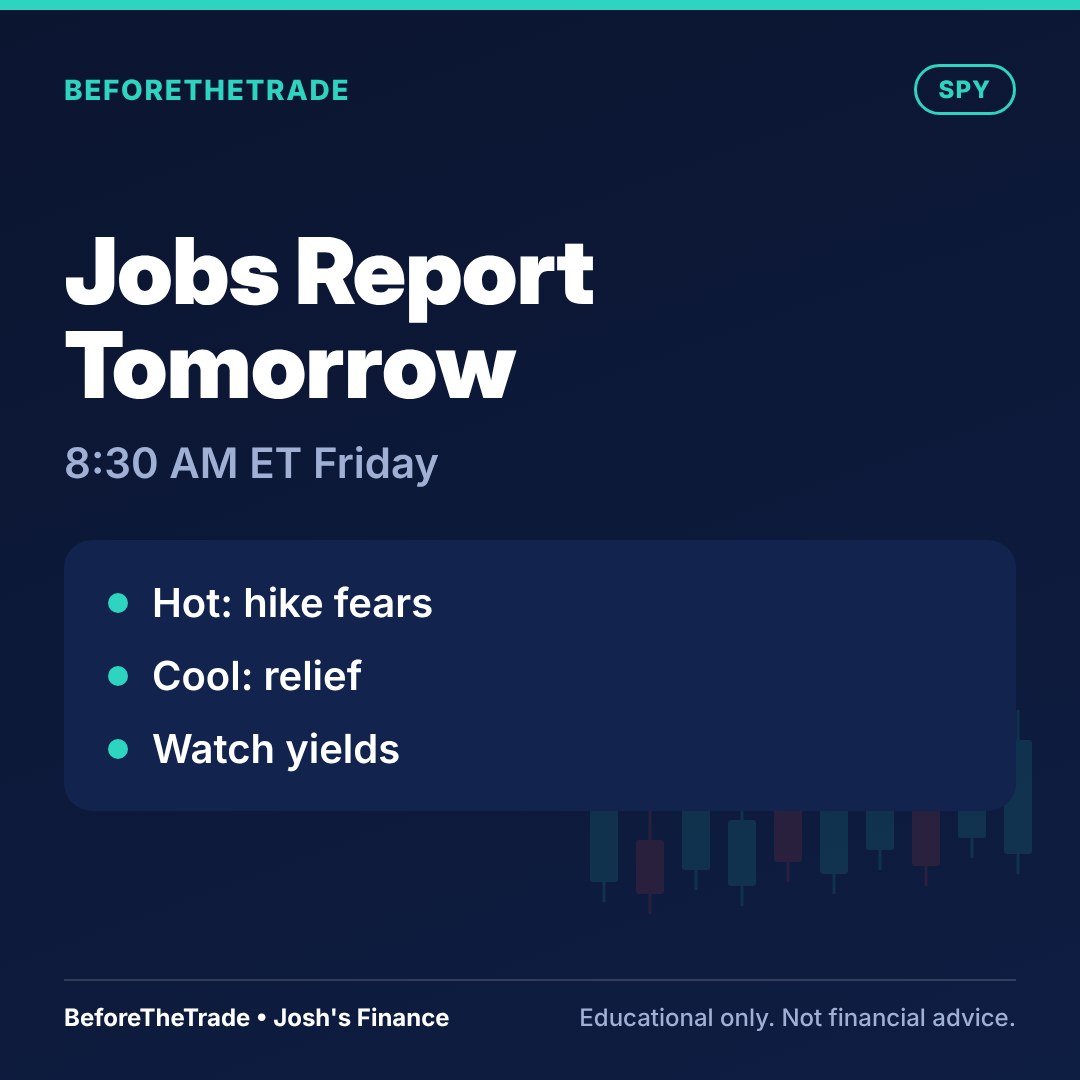 BEFORETHETRADE
SPY
Jobs Report
Tomorrow
8:30 AM ET Friday
Hot: hike fears
Cool: relief
Watch yields
BeforeTheTrade • Josh's Finance
Educational only. Not financial advice.